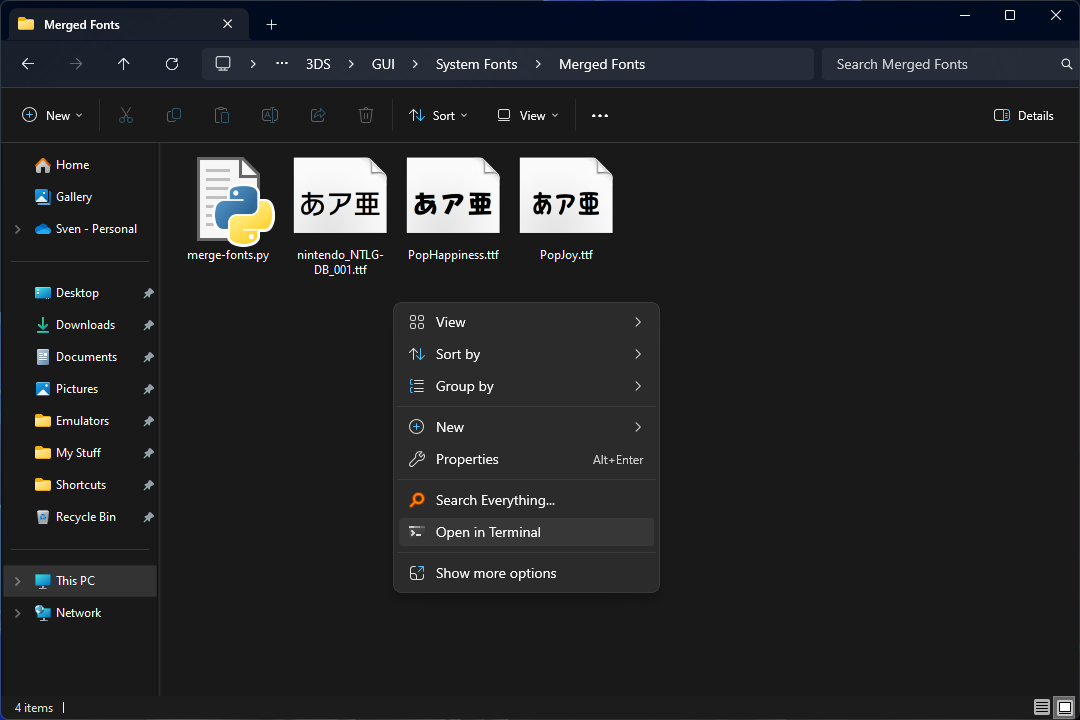 Merged Fonts
3DS
GUI
System Fonts
Merged Fonts
Search Merged Fonts
New
Sort
View
Details
Home
Gallery
Sven - Personal
Desktop
Downloads
Documents
Pictures
Emulators
My Stuff
Shortcuts
Recycle Bin
This PC
Network
merge-fonts.py
あア亜
nintendo_NTLG-
DB_001.ttf
あア亜
PopHappiness.ttf
あア亜
PopJoy.ttf
View
Sort by
Group by
New
Properties Alt+Enter
Search Everything...
Open in Terminal
Show more options
4 items